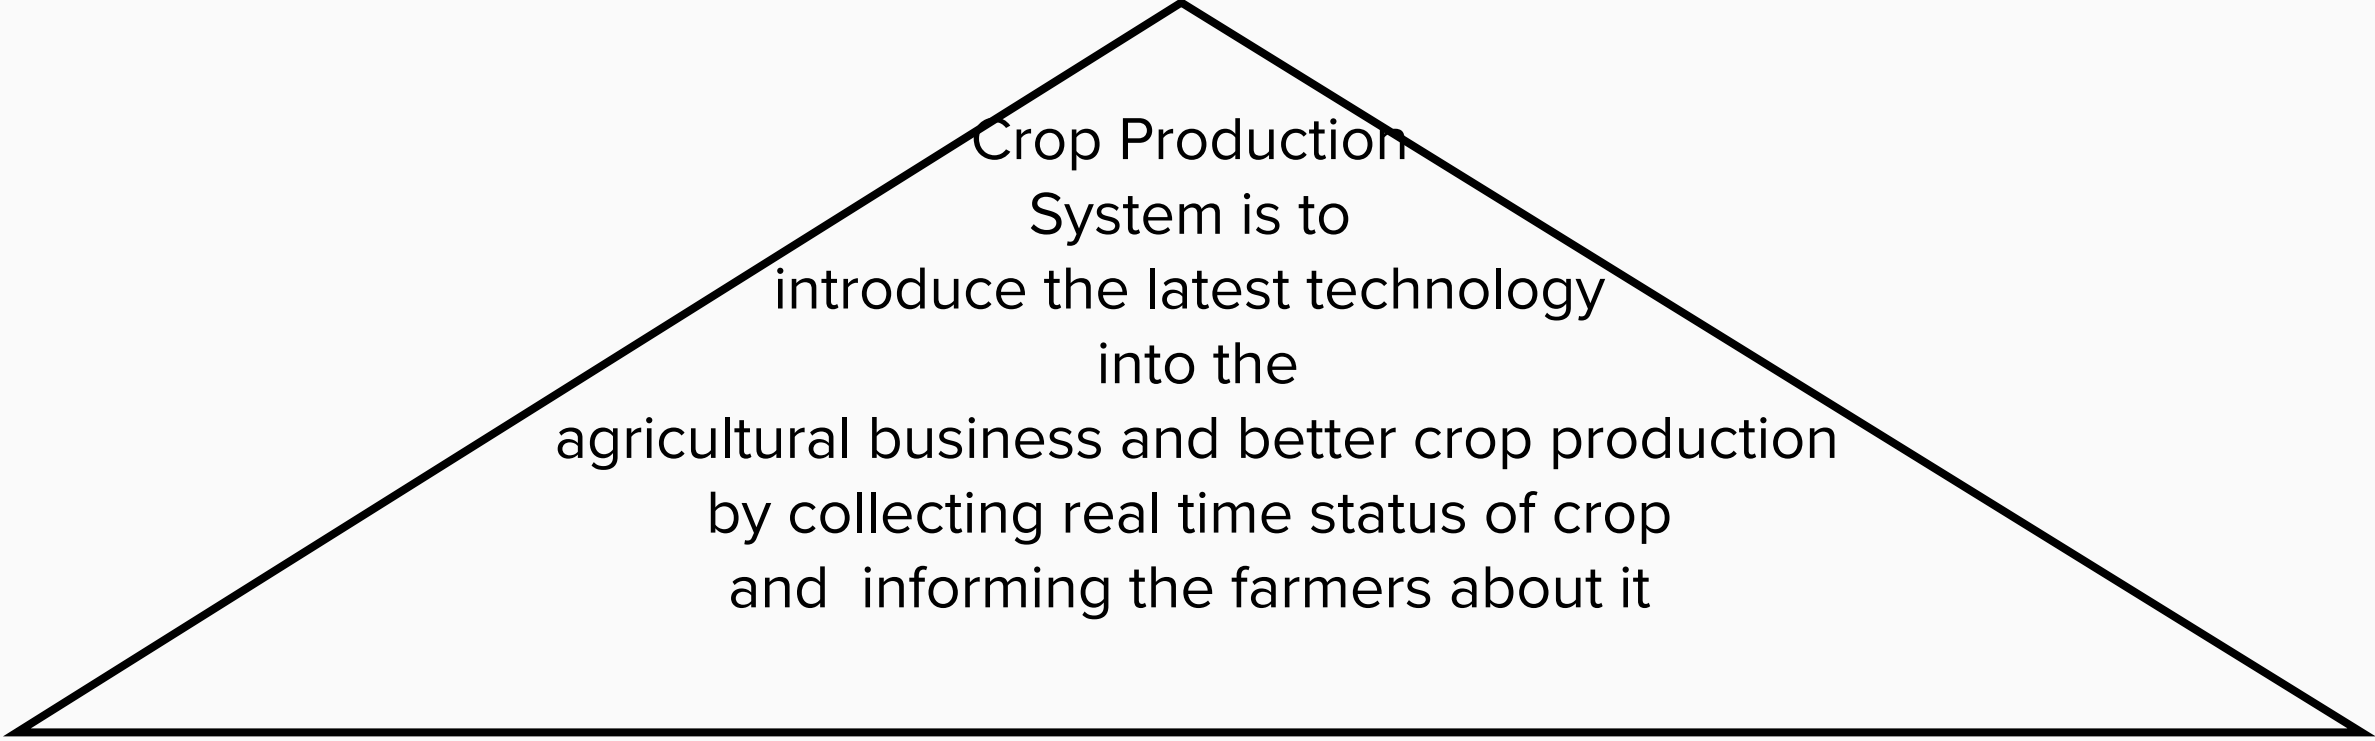 Crop Production
System is to
introduce the latest technology
into the
agricultural business and better crop production
by collecting real time status of crop
and  informing the farmers about it